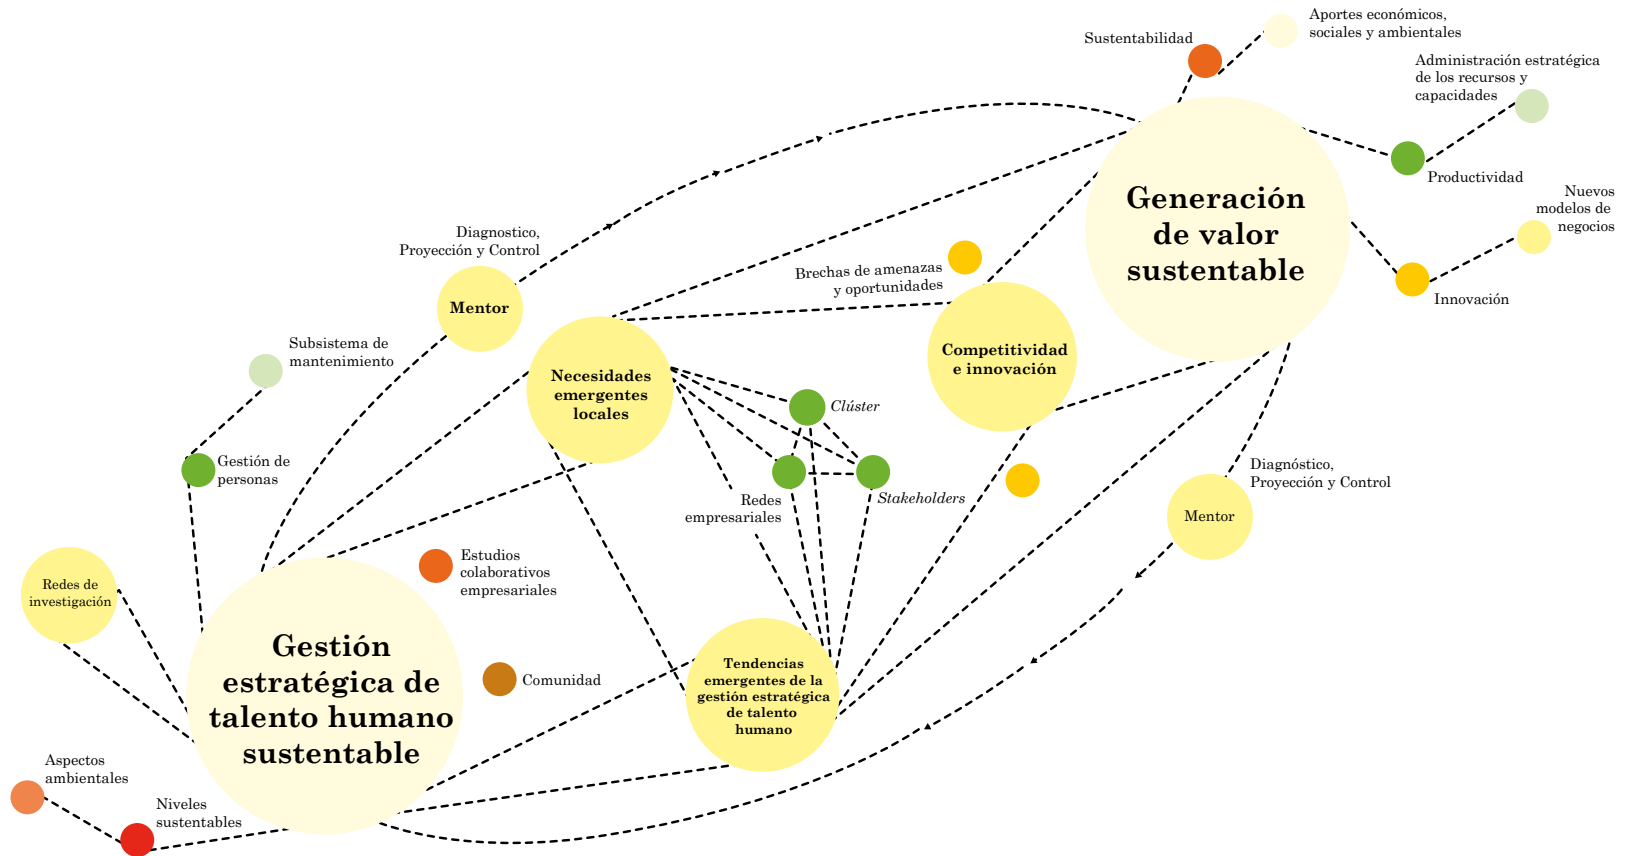 Aportes económicos,
sociales y ambientales
Sustentabilidad
Administración estratégica
de los recursos y
capacidades
Productividad
Nuevos
modelos de
negocios
Innovación
Generación
de valor
sustentable
Diagnostico,
Proyección y Control
Mentor
Brechas de amenazas
y oportunidades
Competitividad
e innovación
Subsistema de
mantenimiento
Necesidades
emergentes
locales
Clúster
Gestión de
personas
Redes
empresariales
Stakeholders
Diagnóstico,
Proyección y Control
Mentor
Estudios
colaborativos
empresariales
Redes de
investigación
Comunidad
Gestión
estratégica de
talento humano
sustentable
Tendencias
emergentes de la
gestión estratégica
de talento
humano
Aspectos
ambientales
Niveles
sustentables